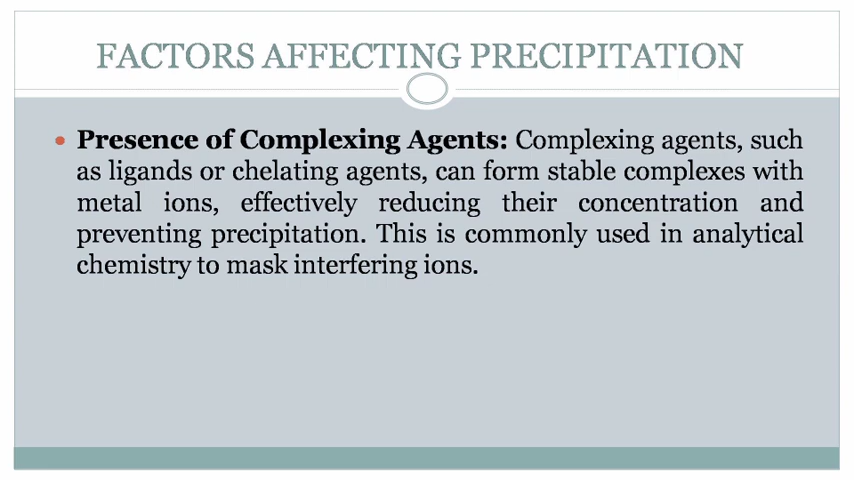 FACTORS AFFECTING PRECIPITATION
• Presence of Complexing Agents: Complexing agents, such
as ligands or chelating agents, can form stable complexes with
metal ions, effectively reducing their concentration and
preventing precipitation. This is commonly used in analytical
chemistry to mask interfering ions.